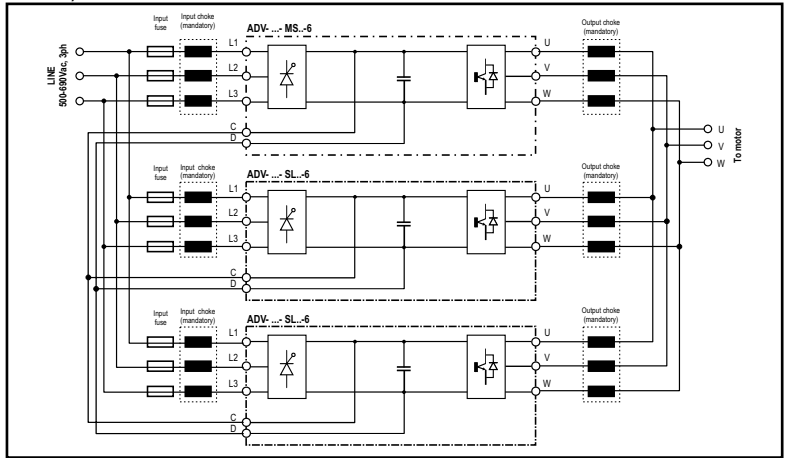 Input fuse
Input choke (mandatory)
ADV- ...- MS..-6
Output choke (mandatory)
LINE
500-690Vac, 3ph
L1
L2
L3
C
D
U
V
W
U
V
W
To motor
Input fuse
Input choke (mandatory)
ADV- ...- SL..-6
Output choke (mandatory)
L1
L2
L3
C
D
U
V
W
Input fuse
Input choke (mandatory)
ADV- ...- SL..-6
Output choke (mandatory)
L1
L2
L3
C
D
U
V
W